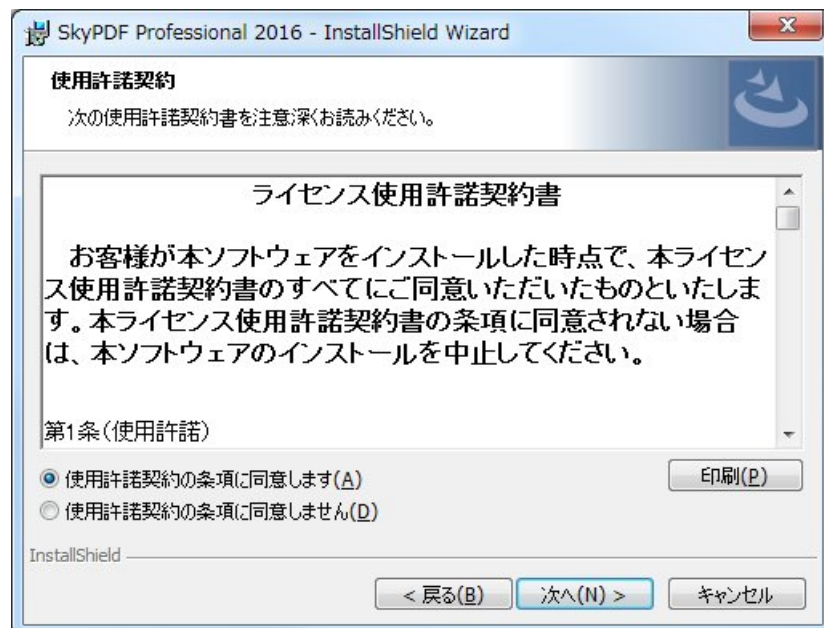 SkyPDF Professional 2016 - InstallShield Wizard
使用許諾契約
次の使用許諾契約書を注意深くお読みください。
ライセンス使用許諾契約書
お客様が本ソフトウェアをインストールした時点で、本ライセン
ス使用許諾契約書のすべてにご同意いただいたものといたしま
す。本ライセンス使用許諾契約書の条項に同意されない場合
は、本ソフトウェアのインストールを中止してください。
第1条(使用許諾)
使用許諾契約の条項に同意します(A)
印刷(P)
使用許諾契約の条項に同意しません(D)
InstallShield
< 戻る(B)
次へ(N) >
キャンセル